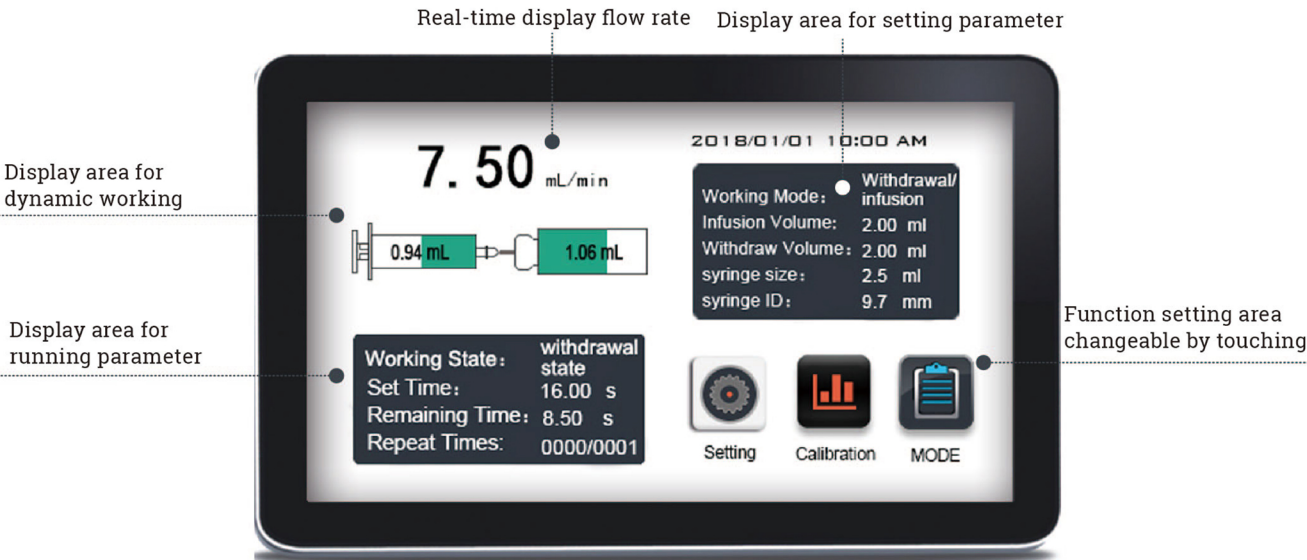 Real-time display flow rate
Display area for setting parameter
2018/01/01 10:00 AM
7.50 mL/min
Display area for
dynamic working
Working Mode: Withdrawal/
infusion
Infusion Volume: 2.00 ml
Withdraw Volume: 2.00 ml
syringe size: 2.5 ml
syringe ID: 9.7 mm
0.94 mL
1.06 mL
Display area for
running parameter
Working State: withdrawal
state
Set Time: 16.00 s
Remaining Time: 8.50 s
Repeat Times: 0000/0001
Function setting area
changeable by touching
Setting
Calibration
MODE